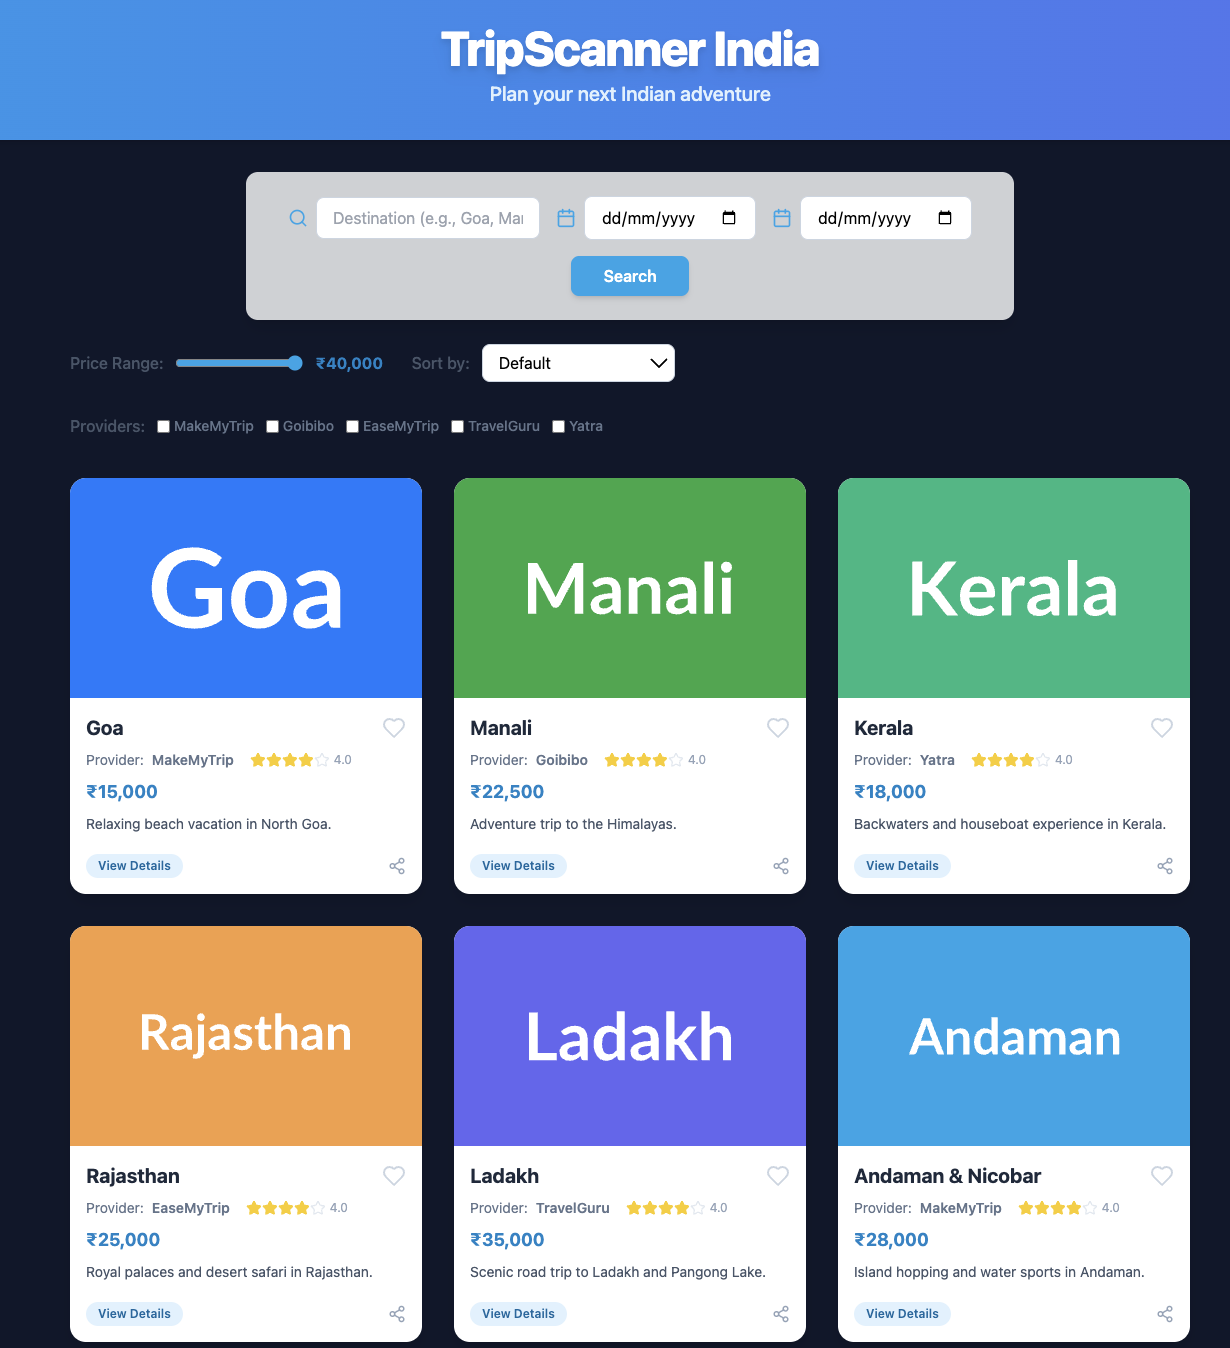 TripScanner India
Plan your next Indian adventure
Destination (e.g., Goa, Mar dd/mm/yyyy dd/mm/yyyy
Search
Price Range: ₹40,000 Sort by: Default
Providers: MakeMyTrip Goibibo EaseMyTrip TravelGuru Yatra
Goa
Manali
Kerala
Goa
Provider: MakeMyTrip 4.0
₹15,000
Relaxing beach vacation in North Goa.
View Details
Manali
Provider: Goibibo 4.0
₹22,500
Adventure trip to the Himalayas.
View Details
Kerala
Provider: Yatra 4.0
₹18,000
Backwaters and houseboat experience in Kerala.
View Details
Rajasthan
Ladakh
Andaman
Rajasthan
Provider: EaseMyTrip 4.0
₹25,000
Royal palaces and desert safari in Rajasthan.
View Details
Ladakh
Provider: TravelGuru 4.0
₹35,000
Scenic road trip to Ladakh and Pangong Lake.
View Details
Andaman & Nicobar
Provider: MakeMyTrip 4.0
₹28,000
Island hopping and water sports in Andaman.
View Details